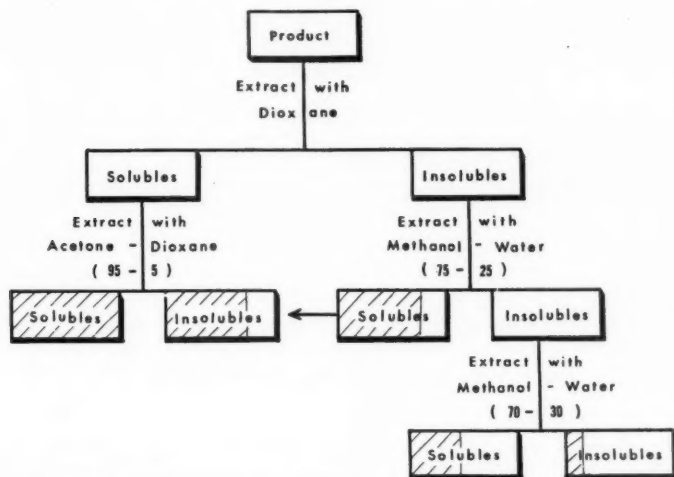 Product
Extract with
Dioxane
Solubles
Insolubles
Extract with
Acetone - Dioxane
( 95 - 5 )
Extract with
Methanol - Water
( 75 - 25 )
Solubles
Insolubles
Solubles
Insolubles
Extract with
Methanol - Water
( 70 - 30 )
Solubles
Insolubles